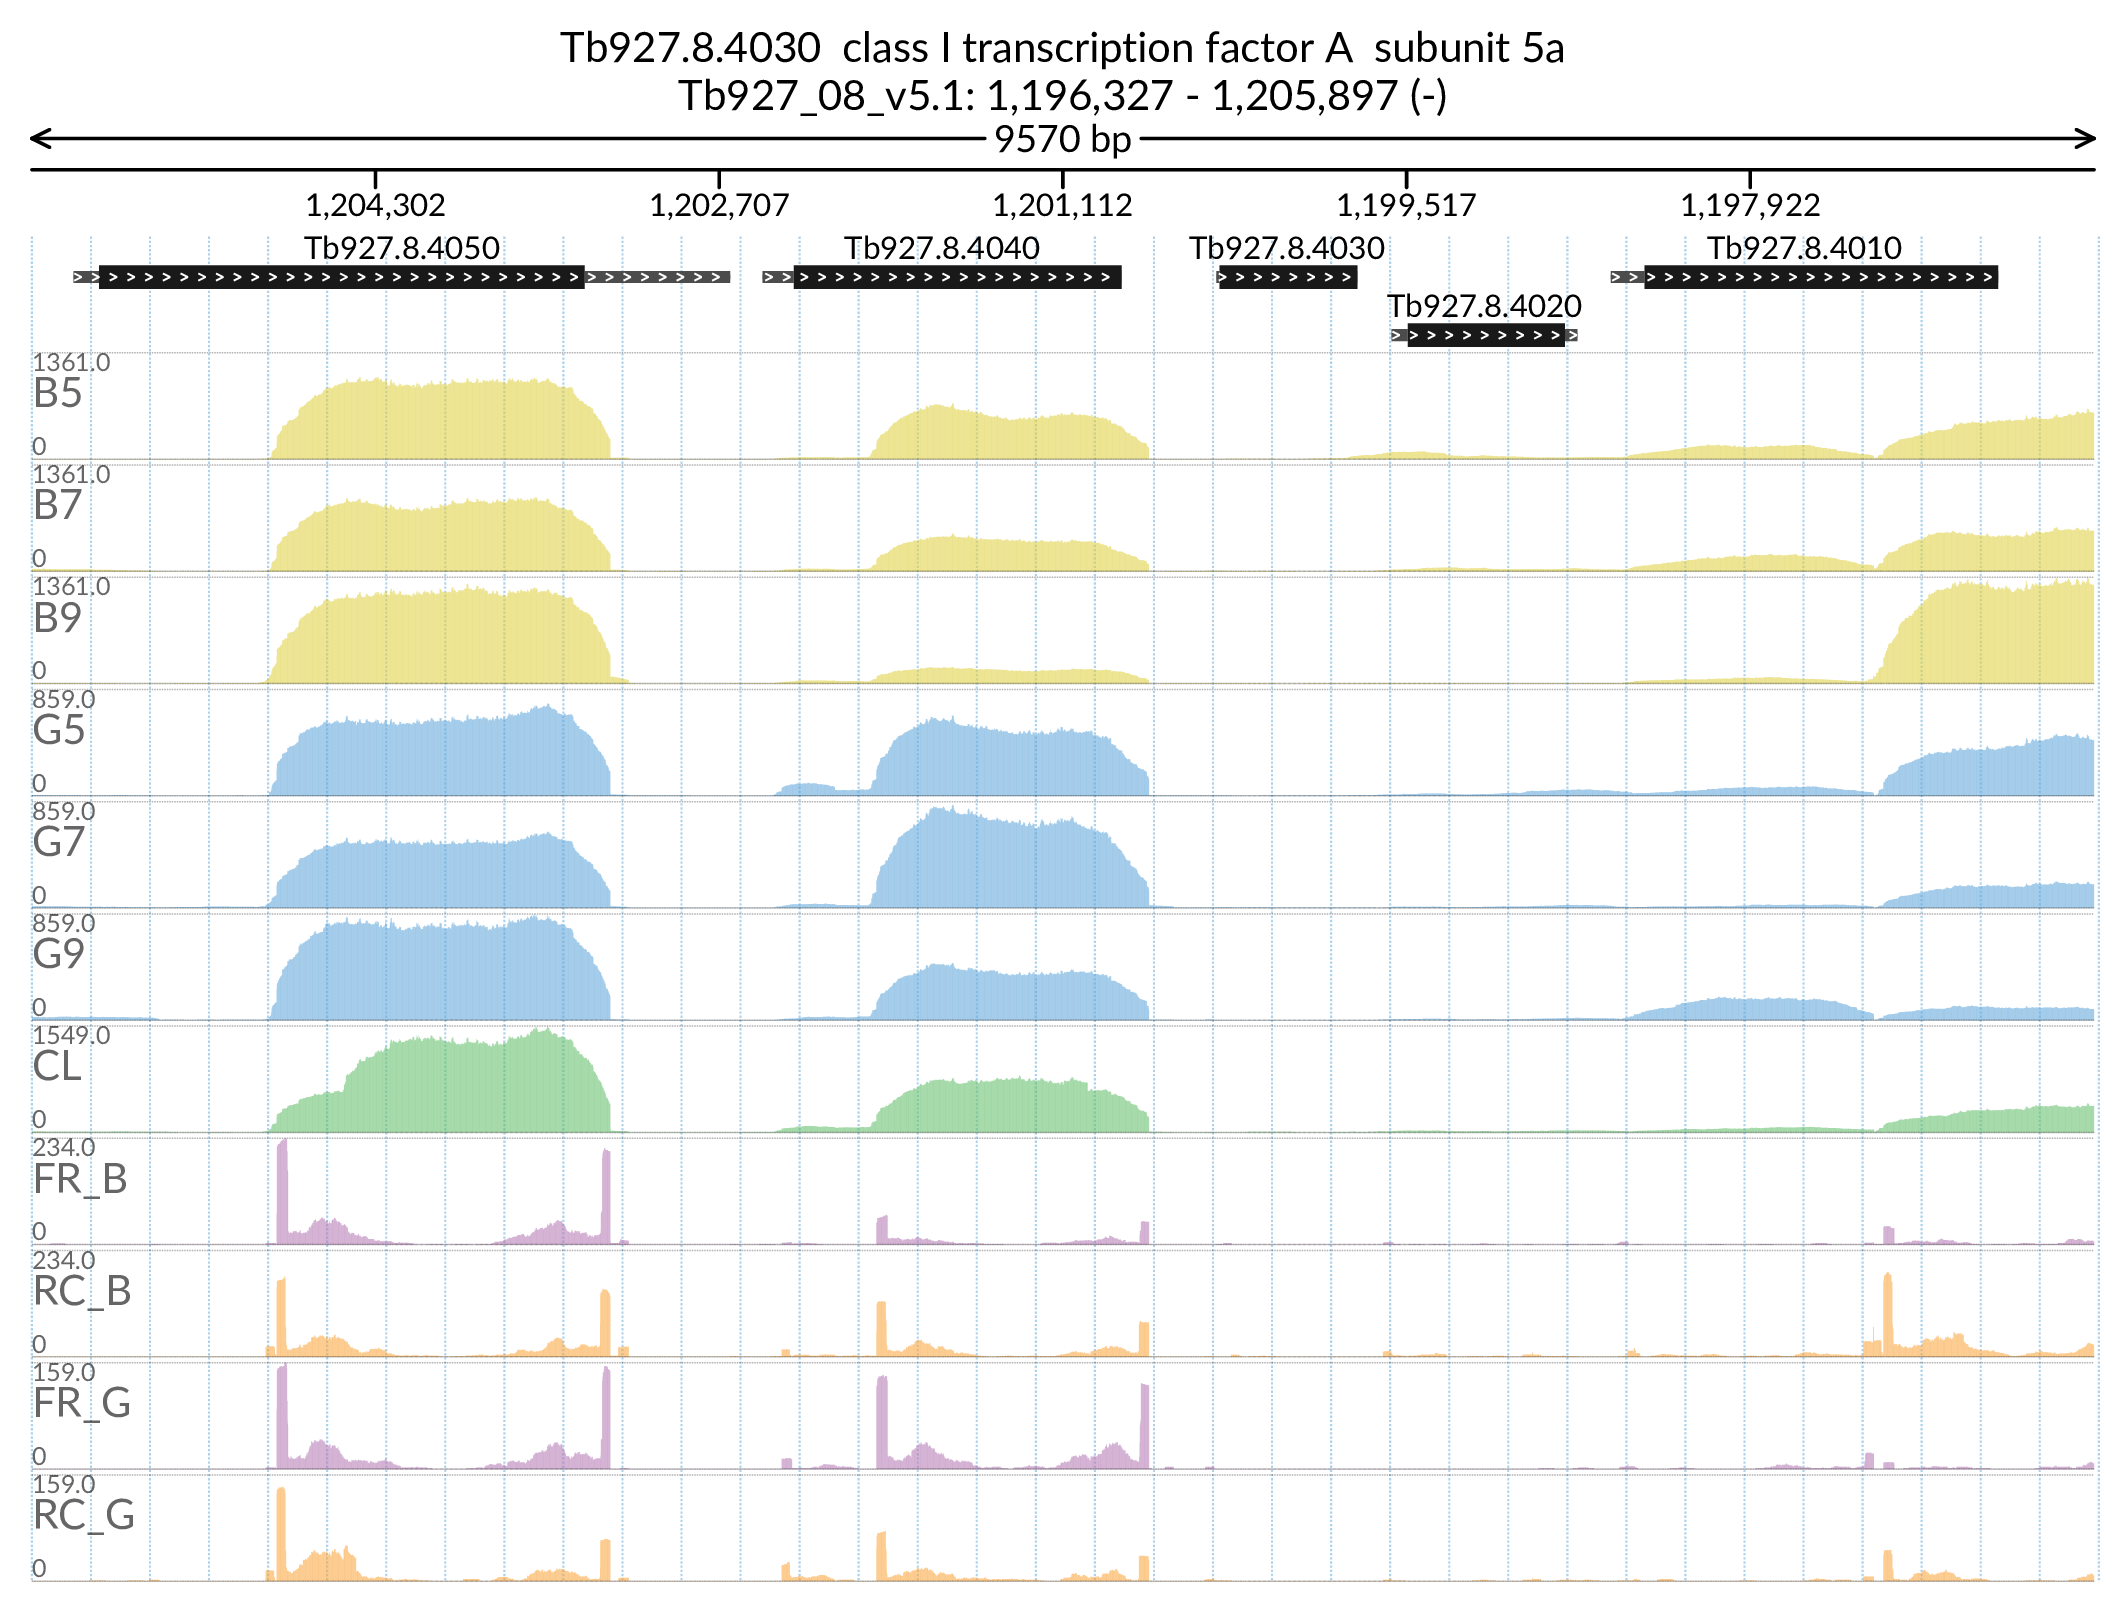 Tb927.8.4030  class I transcription factor A  subunit 5a
Tb927_08_v5.1: 1,196,327 - 1,205,897 (-)
9570 bp
1,204,302 1,202,707 1,201,112 1,199,517 1,197,922
Tb927.8.4050 Tb927.8.4040 Tb927.8.4030 Tb927.8.4010
Tb927.8.4020
1361.0
B5
0
1361.0
B7
0
1361.0
B9
0
859.0
G5
0
859.0
G7
0
859.0
G9
0
1549.0
CL
0
234.0
FR_B
0
234.0
RC_B
0
159.0
FR_G
0
159.0
RC_G
0